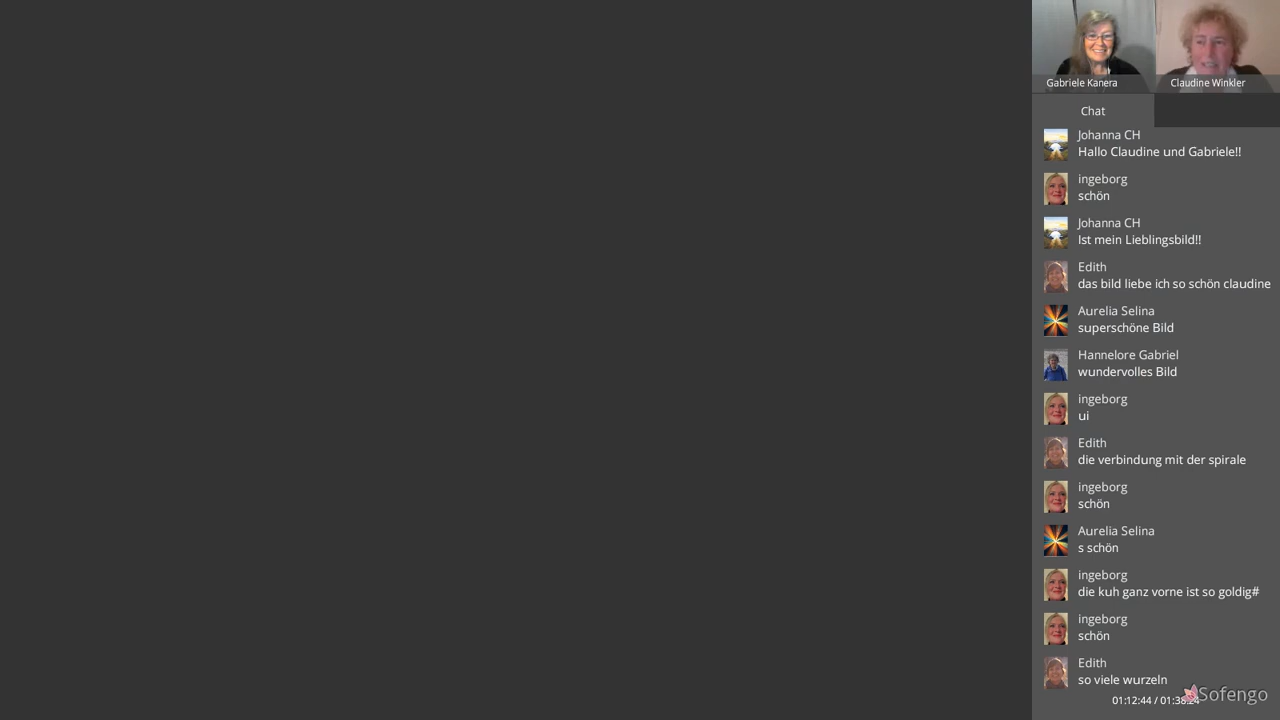 Gabriele Kanera
Claudine Winkler
Chat
Johanna CH
Hallo Claudine und Gabriele!!
ingeborg
schön
Johanna CH
Ist mein Lieblingsbild!!
Edith
das bild liebe ich so schön claudine
Aurelia Selina
superschöne Bild
Hannelore Gabriel
wundervolles Bild
ingeborg
ui
Edith
die verbindung mit der spirale
ingeborg
schön
Aurelia Selina
s schön
ingeborg
die kuh ganz vorne ist so goldig#
ingeborg
schön
Edith
so viele wurzeln
Sofengo
01:12:44 /